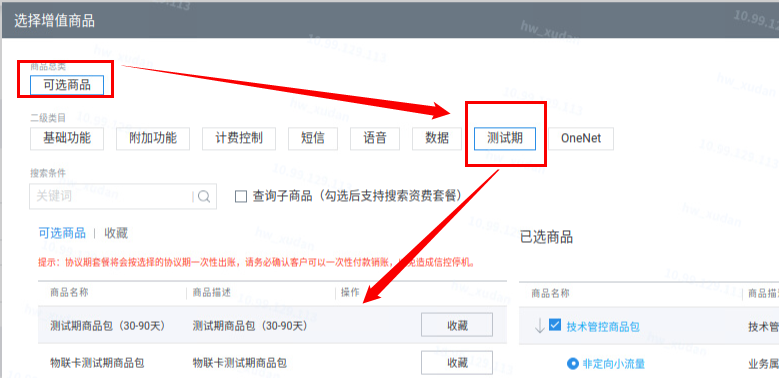 选择增值商品
商品总类
可选商品
二级类目
基础功能 附加功能 计费控制 短信 语音 数据 测试期 OneNet
搜索条件
关键词 查询子商品（勾选后支持搜索资费套餐）
可选商品 | 收藏
提示：协议期套餐将会按选择的协议期一次性出账，请务必确认客户可以一次性付款销账，以免造成信控停机。
商品名称 商品描述 操作
测试期商品包（30-90天） 测试期商品包（30-90天） 收藏
物联卡测试期商品包 物联卡测试期商品包 收藏
已选商品
商品名称 商品描
技术管控商品包 技术管
非定向小流量 业务属